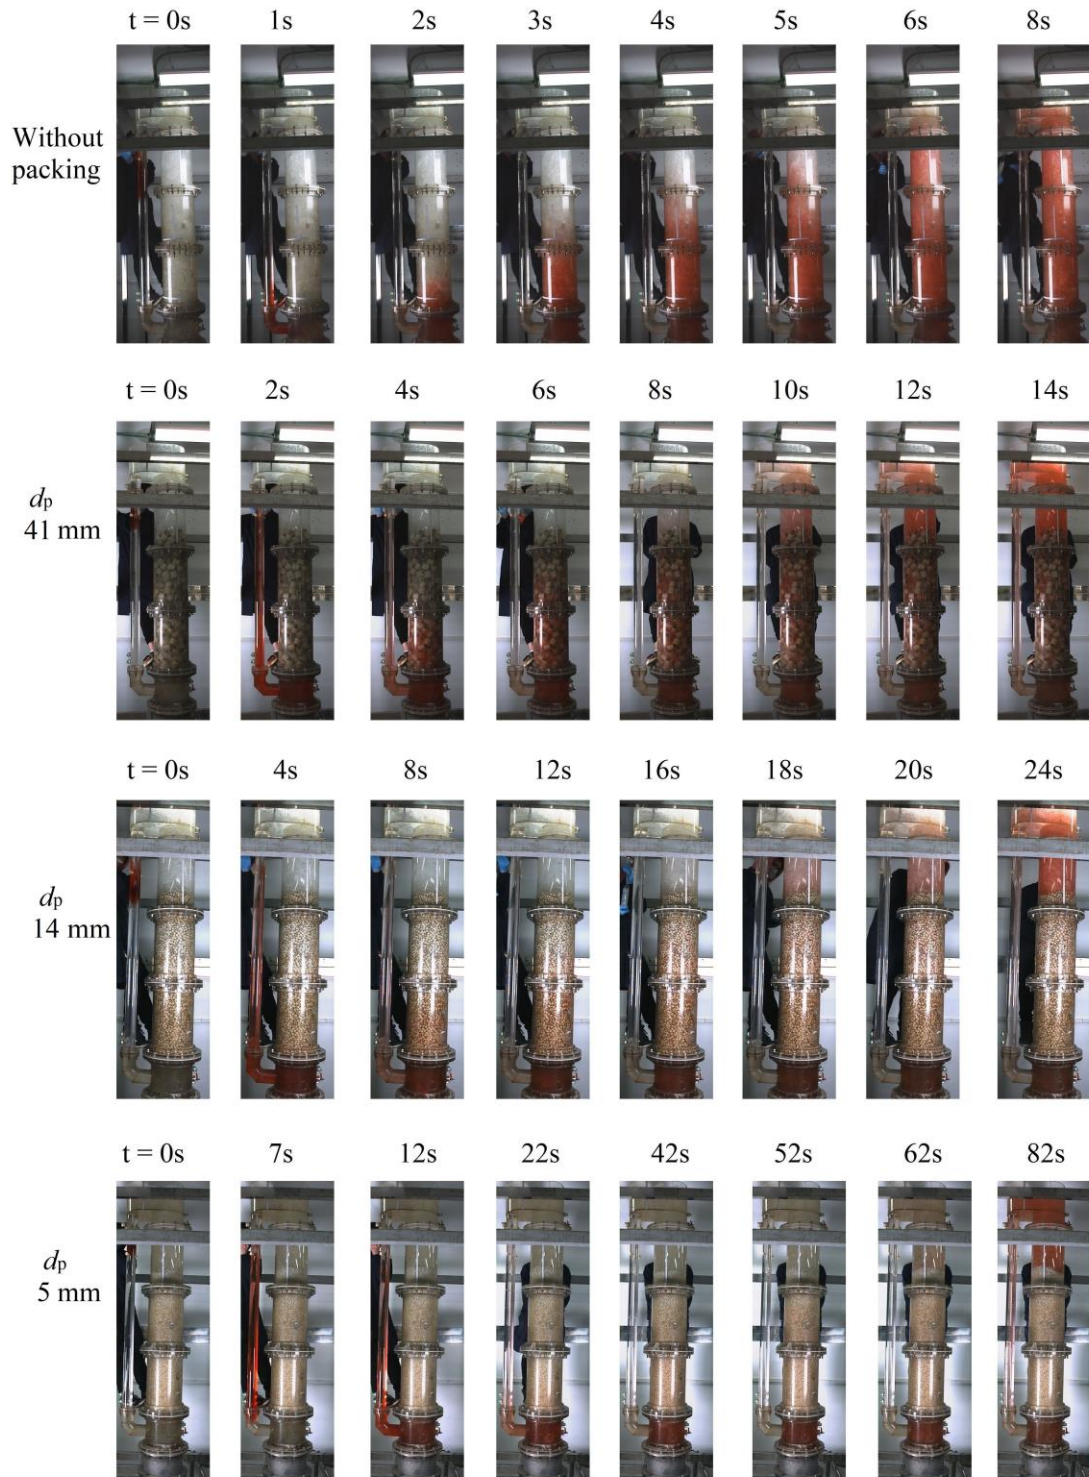 t = 0s 1s 2s 3s 4s 5s 6s 8s
Without
packing
t = 0s 2s 4s 6s 8s 10s 12s 14s
dp
41 mm
t = 0s 4s 8s 12s 16s 18s 20s 24s
dp
14 mm
t = 0s 7s 12s 22s 42s 52s 62s 82s
dp
5 mm